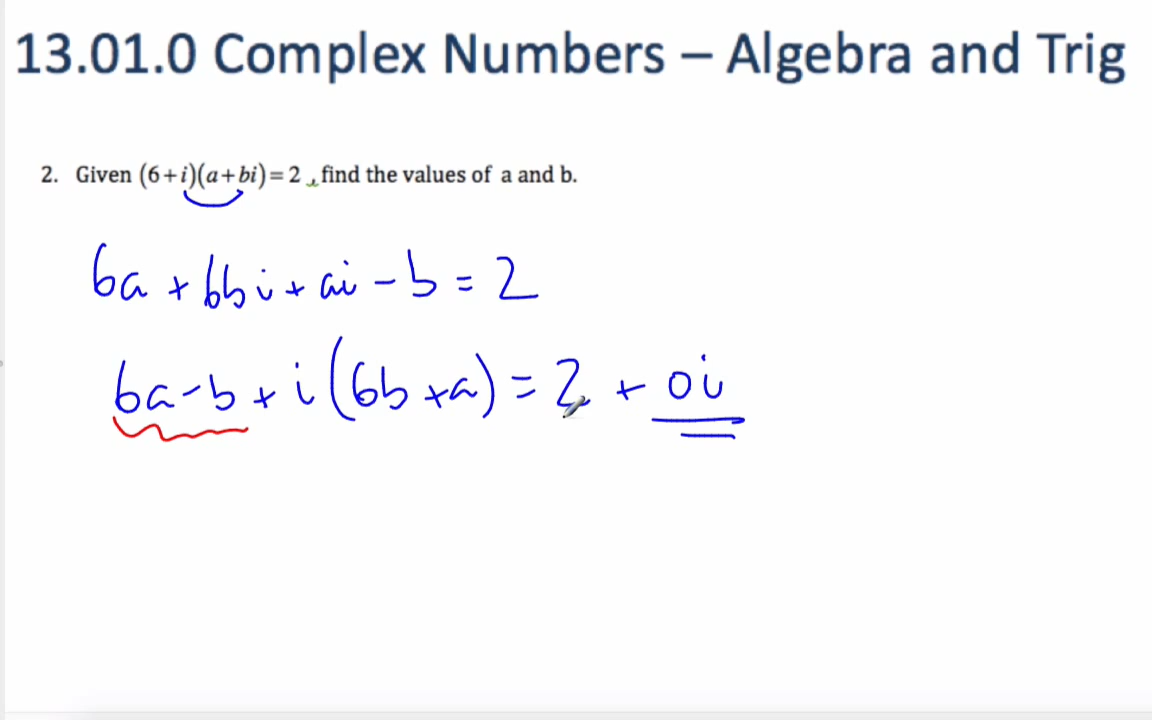 13.01.0 Complex Numbers – Algebra and Trig
2. Given (6+i)(a+bi)=2 , find the values of a and b.
6a + 6bi + ai - b = 2
6a - b + i(6b + a) = 2 + 0i